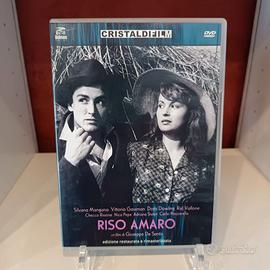 CRISTALDIFILM
DVD
Silvana Mangano Vittorio Gassman Doris Dowling Raf Vallone
Checco Rissone Nico Pepe Adriana Sivieri Carlo Mazzarella
RISO AMARO
un film di Giuseppe De Santis
edizione restaurata e rimasterizzata
subito